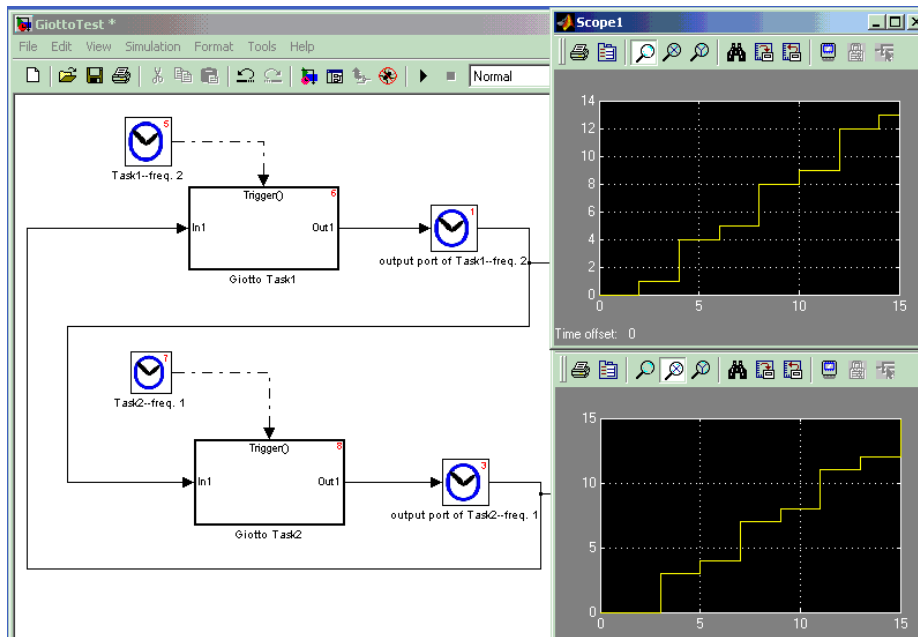 GiottoTest *
File Edit View Simulation Format Tools Help
Normal
5
Task1--freq. 2
Trigger()
6
In1
Out1
Giotto Task1
1
output port of Task1--freq. 2
7
Task2--freq. 1
Trigger()
8
In1
Out1
Giotto Task2
3
output port of Task2--freq. 1
Scope1
14
12
10
8
6
4
2
0
0 5 10 15
Time offset: 0
15
10
5
0
0 5 10 15